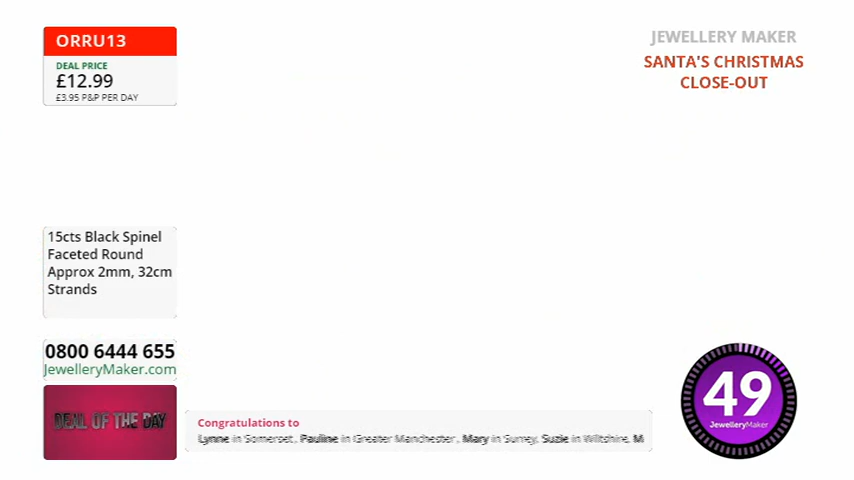 ORRU13
DEAL PRICE
£12.99
£3.95 P&P PER DAY
JEWELLERY MAKER
SANTA'S CHRISTMAS
CLOSE-OUT
15cts Black Spinel
Faceted Round
Approx 2mm, 32cm
Strands
0800 6444 655
JewelleryMaker.com
DEAL OF THE DAY
Congratulations to
Lynne in Somerset, Pauline in Greater Manchester, Mary in Surrey, Suzie in Wiltshire, M
49
JewelleryMaker